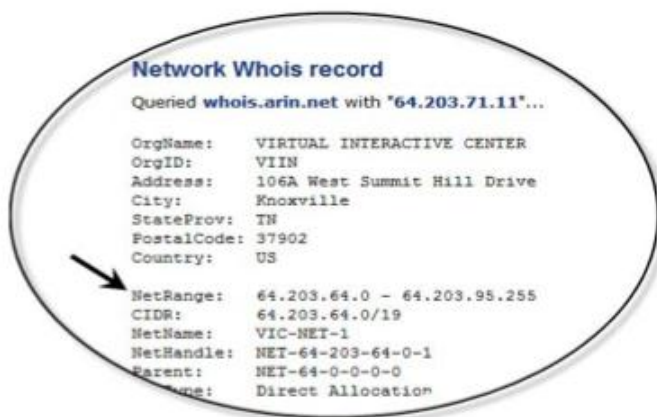 Network Whois record
Queried whois.arin.net with "64.203.71.11"...
OrgName: VIRTUAL INTERACTIVE CENTER
OrgID: VIIN
Address: 106A West Summit Hill Drive
City: Knoxville
StateProv: TN
PostalCode: 37902
Country: US
NetRange: 64.203.64.0 - 64.203.95.255
CIDR: 64.203.64.0/19
NetName: VIC-NET-1
NetHandle: NET-64-203-64-0-1
Parent: NET-64-0-0-0-0
Direct Allocation